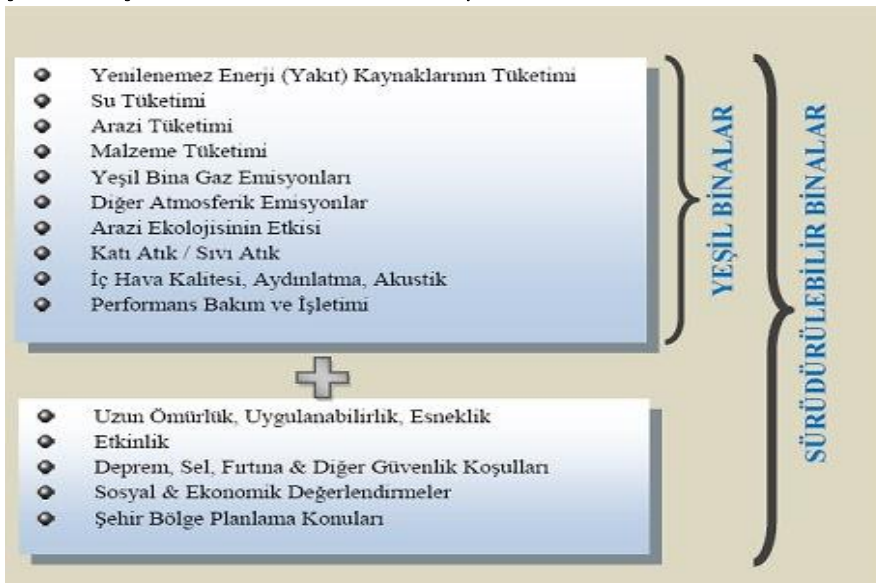 Yenilenemez Enerji (Yakıt) Kaynaklarının Tüketimi
Su Tüketimi
Arazi Tüketimi
Malzeme Tüketimi
Yeşil Bina Gaz Emisyonları
Diğer Atmosferik Emisyonlar
Arazi Ekolojisinin Etkisi
Katı Atık / Sıvı Atık
İç Hava Kalitesi, Aydınlatma, Akustik
Performans Bakım ve İşletimi
YEŞİL BİNALAR
Uzun Ömürlük, Uygulanabilirlik, Esneklik
Etkinlik
Deprem, Sel, Fırtına & Diğer Güvenlik Koşulları
Sosyal & Ekonomik Değerlendirmeler
Şehir Bölge Planlama Konuları
SÜRÜDÜRÜLEBİLİR BİNALAR